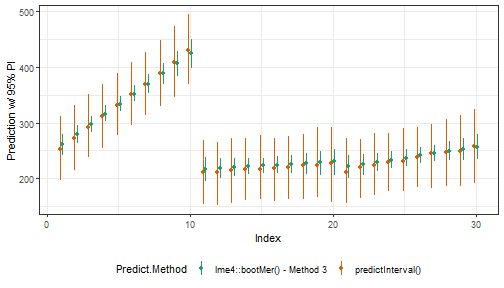 500
400
300
200
Prediction w/ 95% PI
0
10
20
30
Index
Predict.Method
lme4::bootMer() - Method 3
predictInterval()